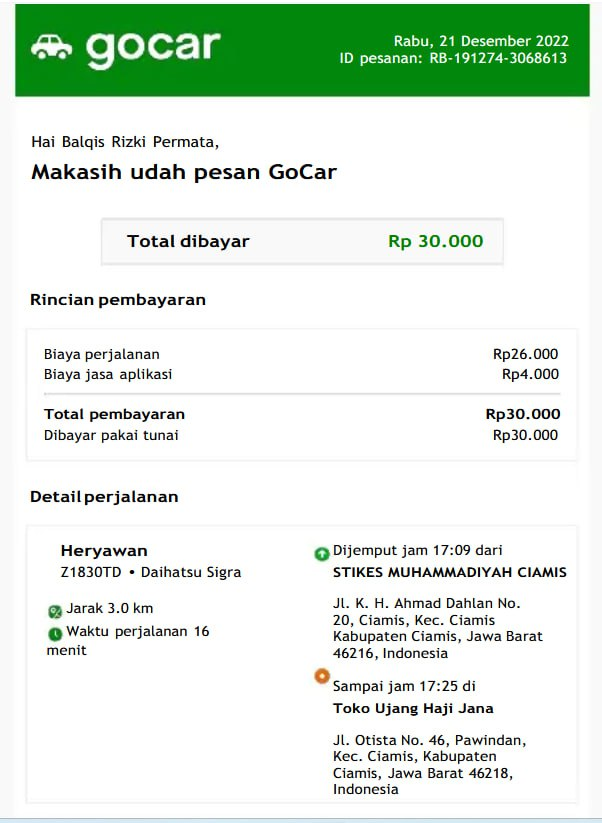 gocar
Rabu, 21 Desember 2022
ID pesanan: RB-191274-3068613
Hai Balqis Rizki Permata,
Makasih udah pesan GoCar
Total dibayar Rp 30.000
Rincian pembayaran
Biaya perjalanan Rp26.000
Biaya jasa aplikasi Rp4.000
Total pembayaran Rp30.000
Dibayar pakai tunai Rp30.000
Detail perjalanan
Heryawan
Z1830TD • Daihatsu Sigra
Jarak 3.0 km
Waktu perjalanan 16
menit
Dijemput jam 17:09 dari
STIKES MUHAMMADIYAH CIAMIS
Jl. K. H. Ahmad Dahlan No.
20, Ciamis, Kec. Ciamis
Kabupaten Ciamis, Jawa Barat
46216, Indonesia
Sampai jam 17:25 di
Toko Ujang Haji Jana
Jl. Otista No. 46, Pawindan,
Kec. Ciamis, Kabupaten
Ciamis, Jawa Barat 46218,
Indonesia